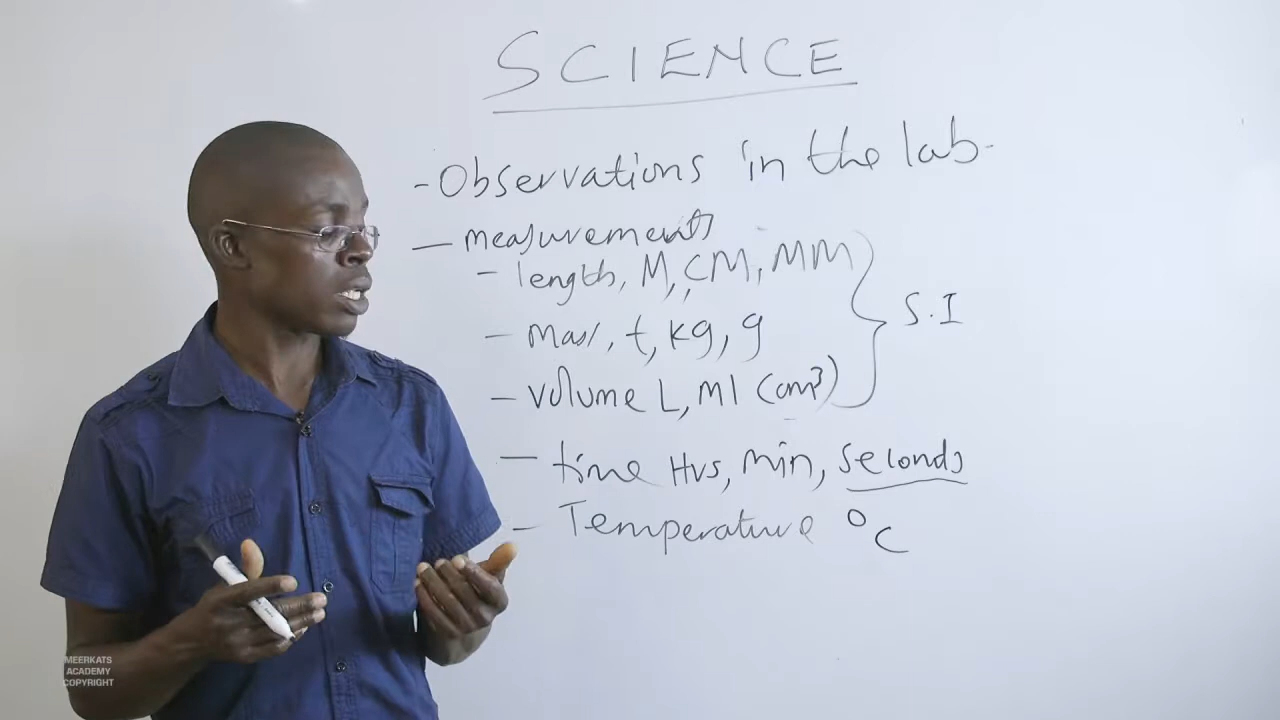 SCIENCE
- Observations in the lab.
- measurements
- length, M, CM, MM
- Mass, t, kg, g
- volume L, ml (cm³)
S.I
- time Hrs, min, seconds
- Temperature °c
MEERKATS
ACADEMY
COPYRIGHT